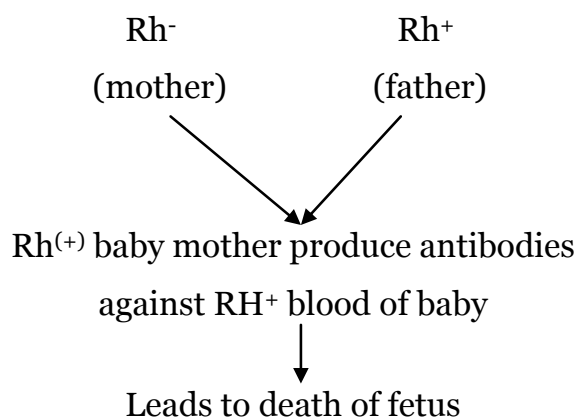 Rh⁻ Rh⁺
(mother) (father)
Rh⁽⁺⁾ baby mother produce antibodies
against RH⁺ blood of baby
Leads to death of fetus